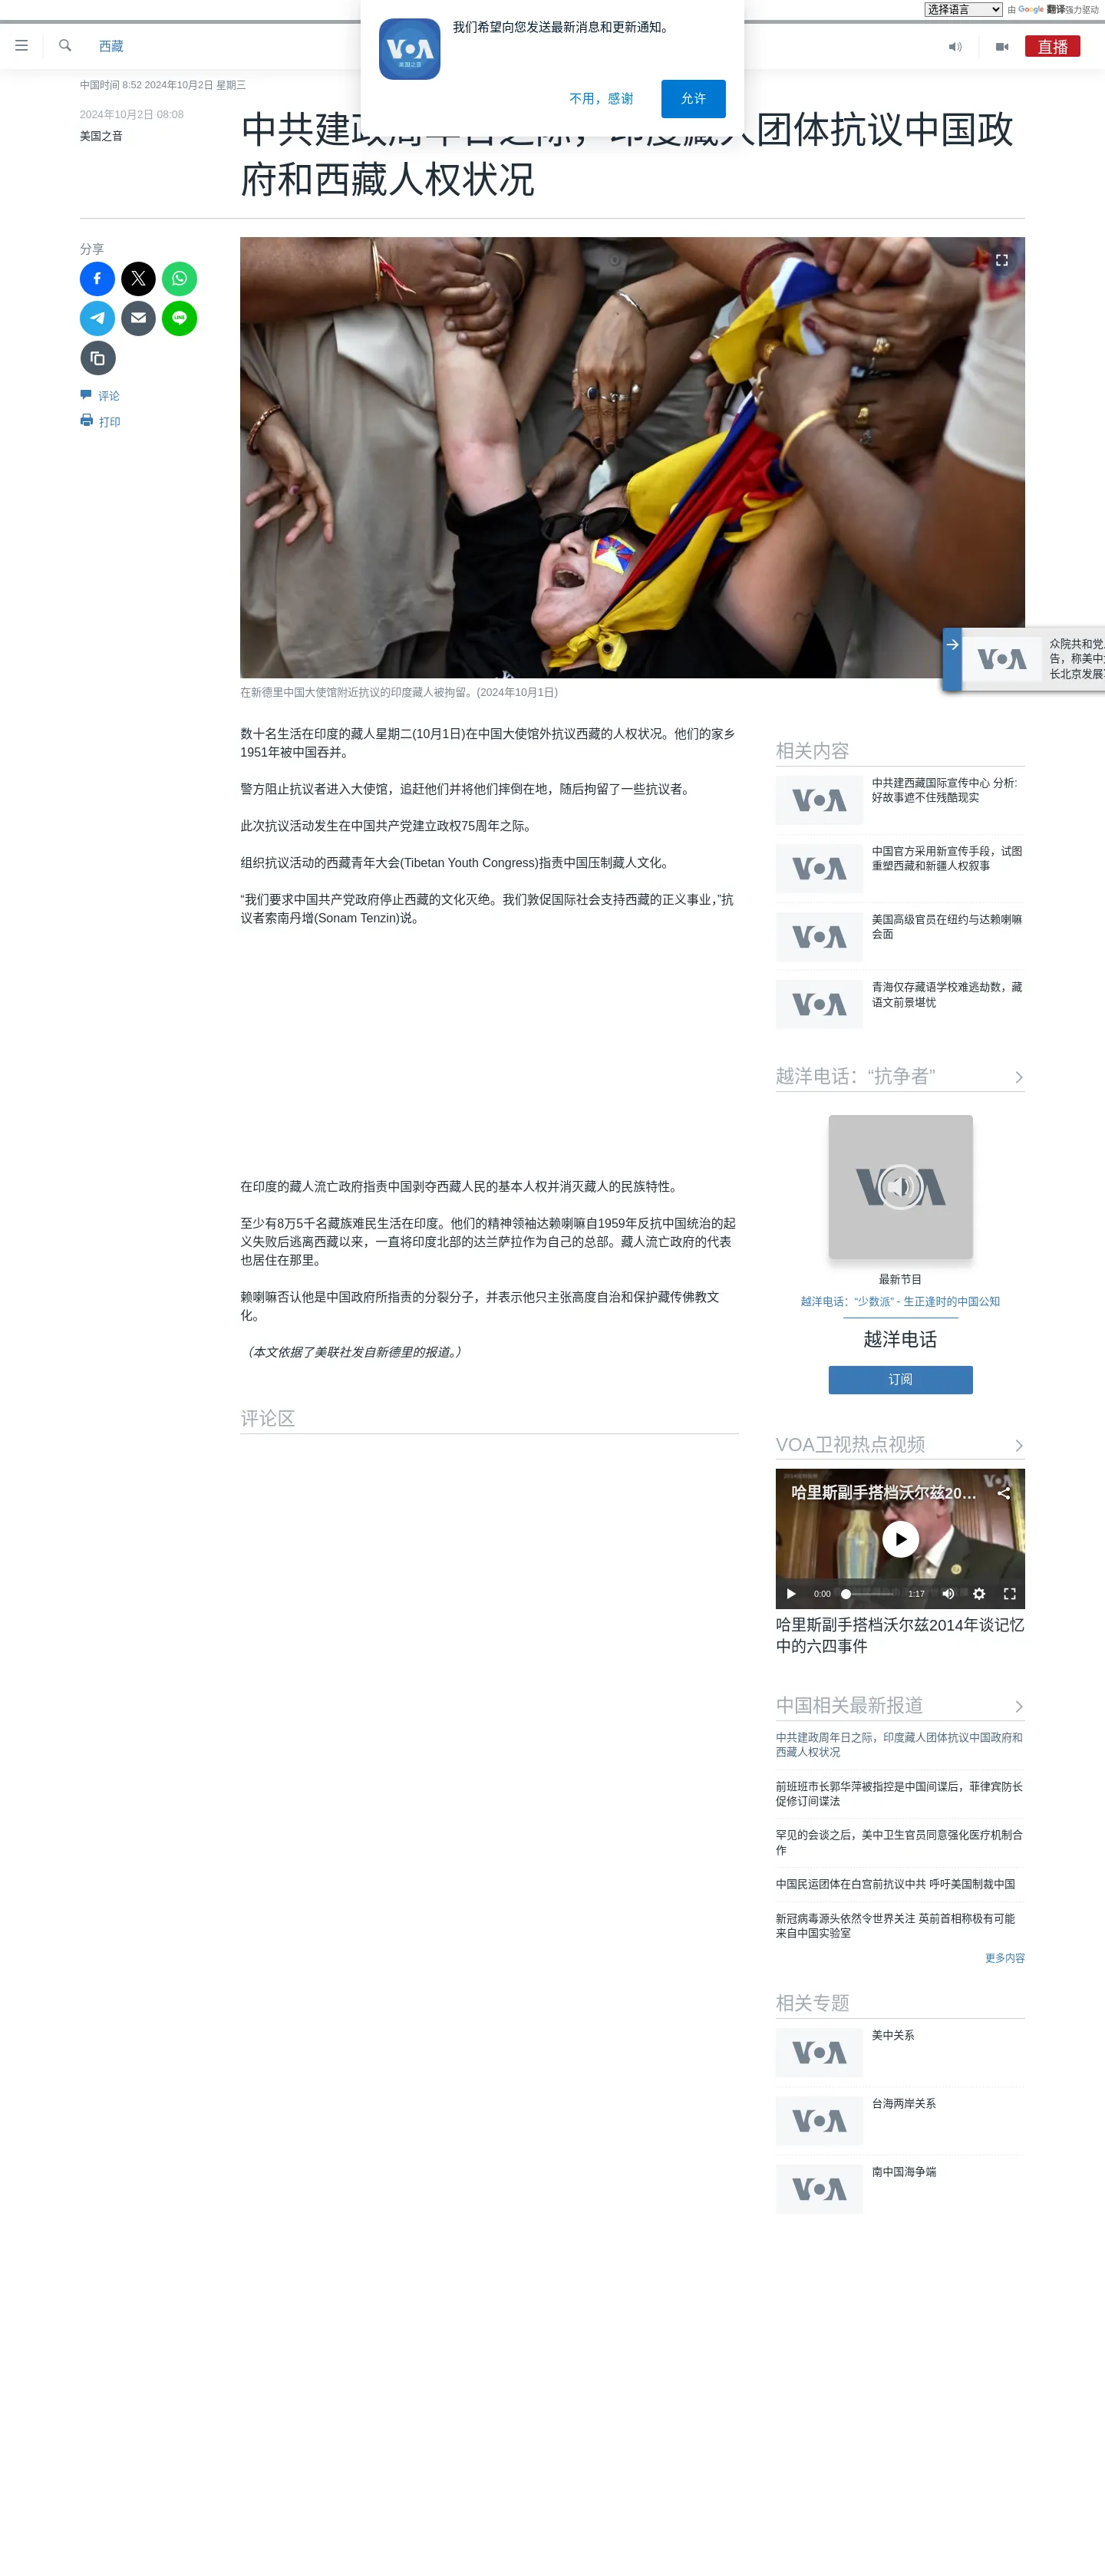 选择语言
由 Google 翻译强力驱动
我们希望向您发送最新消息和更新通知。
VOA
美国之音
不用，感谢
允许
西藏
直播
中国时间 8:52 2024年10月2日 星期三
2024年10月2日 08:08
美国之音
中共建政周年日之际，印度藏人团体抗议中国政
府和西藏人权状况
分享
评论
打印
在新德里中国大使馆附近抗议的印度藏人被拘留。(2024年10月1日)
VOA
众院共和党
告，称美中
长北京发展
数十名生活在印度的藏人星期二(10月1日)在中国大使馆外抗议西藏的人权状况。他们的家乡
1951年被中国吞并。
警方阻止抗议者进入大使馆，追赶他们并将他们摔倒在地，随后拘留了一些抗议者。
此次抗议活动发生在中国共产党建立政权75周年之际。
组织抗议活动的西藏青年大会(Tibetan Youth Congress)指责中国压制藏人文化。
“我们要求中国共产党政府停止西藏的文化灭绝。我们敦促国际社会支持西藏的正义事业，”抗
议者索南丹增(Sonam Tenzin)说。
在印度的藏人流亡政府指责中国剥夺西藏人民的基本人权并消灭藏人的民族特性。
至少有8万5千名藏族难民生活在印度。他们的精神领袖达赖喇嘛自1959年反抗中国统治的起
义失败后逃离西藏以来，一直将印度北部的达兰萨拉作为自己的总部。藏人流亡政府的代表
也居住在那里。
赖喇嘛否认他是中国政府所指责的分裂分子，并表示他只主张高度自治和保护藏传佛教文
化。
（本文依据了美联社发自新德里的报道。）
评论区
相关内容
VOA
中共建西藏国际宣传中心 分析:
好故事遮不住残酷现实
VOA
中国官方采用新宣传手段，试图
重塑西藏和新疆人权叙事
VOA
美国高级官员在纽约与达赖喇嘛
会面
VOA
青海仅存藏语学校难逃劫数，藏
语文前景堪忧
越洋电话：“抗争者”
VOA
最新节目
越洋电话：“少数派” - 生正逢时的中国公知
越洋电话
订阅
VOA卫视热点视频
VOA
哈里斯副手搭档沃尔兹20...
0:00
1:17
哈里斯副手搭档沃尔兹2014年谈记忆
中的六四事件
中国相关最新报道
中共建政周年日之际，印度藏人团体抗议中国政府和
西藏人权状况
前班班市长郭华萍被指控是中国间谍后，菲律宾防长
促修订间谍法
罕见的会谈之后，美中卫生官员同意强化医疗机制合
作
中国民运团体在白宫前抗议中共 呼吁美国制裁中国
新冠病毒源头依然令世界关注 英前首相称极有可能
来自中国实验室
更多内容
相关专题
VOA
美中关系
VOA
台海两岸关系
VOA
南中国海争端